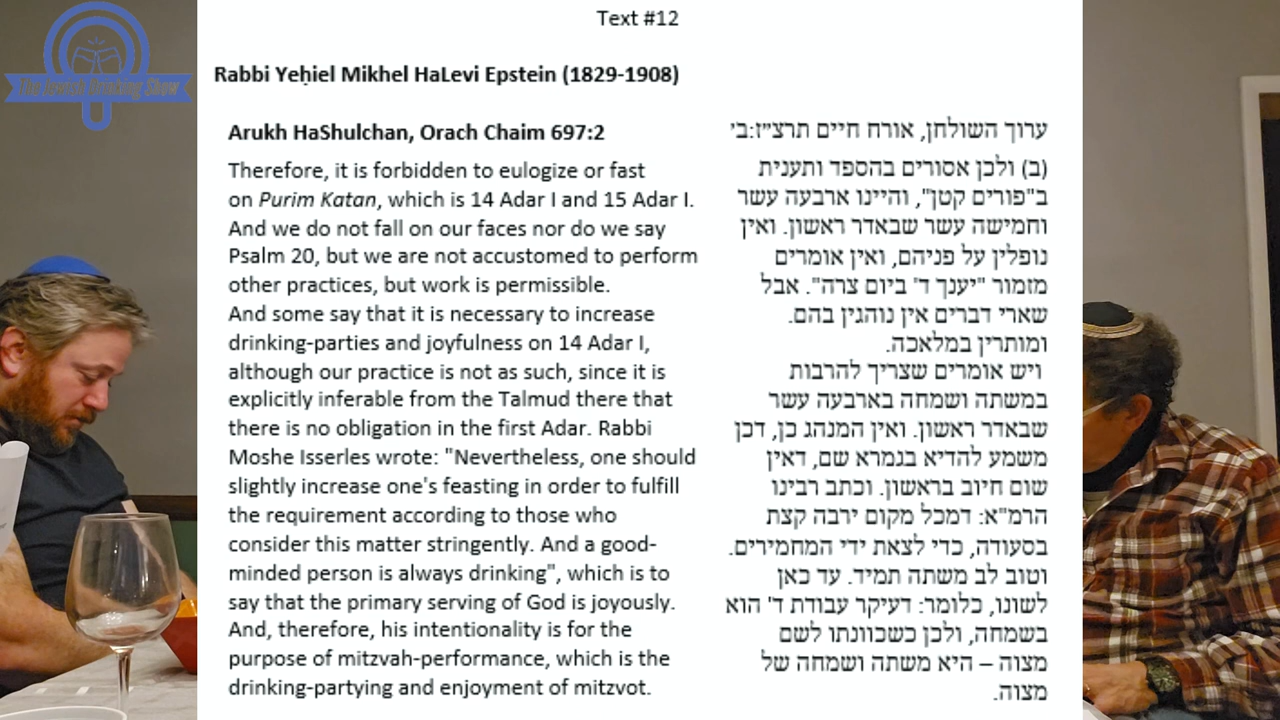 The Jewish Drinking Show
Text #12
Rabbi Yeḥiel Mikhel HaLevi Epstein (1829-1908)
Arukh HaShulchan, Orach Chaim 697:2
Therefore, it is forbidden to eulogize or fast
on Purim Katan, which is 14 Adar I and 15 Adar I.
And we do not fall on our faces nor do we say
Psalm 20, but we are not accustomed to perform
other practices, but work is permissible.
And some say that it is necessary to increase
drinking-parties and joyfulness on 14 Adar I,
although our practice is not as such, since it is
explicitly inferable from the Talmud there that
there is no obligation in the first Adar. Rabbi
Moshe Isserles wrote: "Nevertheless, one should
slightly increase one's feasting in order to fulfill
the requirement according to those who
consider this matter stringently. And a good-
minded person is always drinking", which is to
say that the primary serving of God is joyously.
And, therefore, his intentionality is for the
purpose of mitzvah-performance, which is the
drinking-partying and enjoyment of mitzvot.
ערוך השולחן, אורח חיים תרצ״ז:ב׳
(ב) ולכן אסורים בהספד ותענית
ב"פורים קטן", והיינו ארבעה עשר
וחמישה עשר שבאדר ראשון. ואין
נופלין על פניהם, ואין אומרים
מזמור "יענך ד' ביום צרה". אבל
שארי דברים אין נוהגין בהם.
ומותרין במלאכה.
ויש אומרים שצריך להרבות
במשתה ושמחה בארבעה עשר
שבאדר ראשון. ואין המנהג כן, דכן
משמע להדיא בגמרא שם, דאין
שום חיוב בראשון. וכתב רבינו
הרמ"א: דמכל מקום ירבה קצת
בסעודה, כדי לצאת ידי המחמירים.
וטוב לב משתה תמיד. עד כאן
לשונו, כלומר: דעיקר עבודת ד' הוא
בשמחה, ולכן כשכוונתו לשם
מצוה – היא משתה ושמחה של
מצוה.